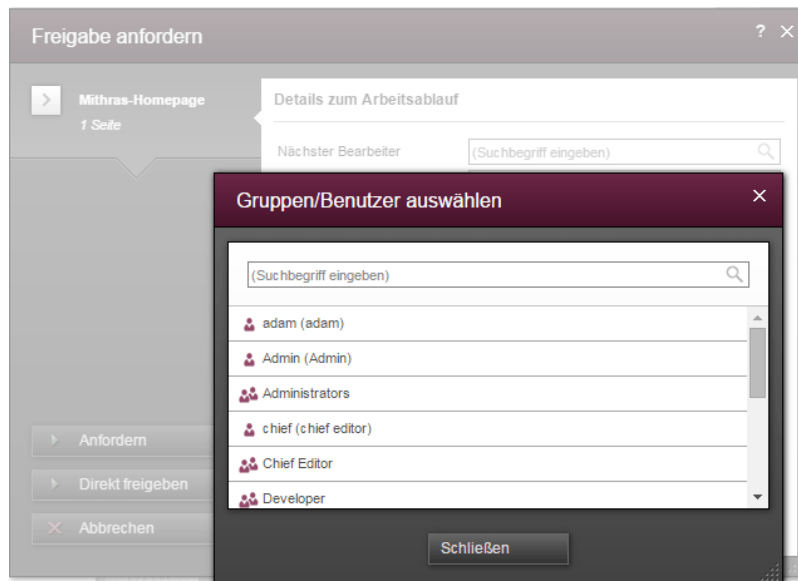 Freigabe anfordern
?
Mithras-Homepage
1 Seite
Details zum Arbeitsablauf
Nächster Bearbeiter
(Suchbegriff eingeben)
Gruppen/Benutzer auswählen
(Suchbegriff eingeben)
adam (adam)
Admin (Admin)
Administrators
chief (chief editor)
Chief Editor
Developer
Schließen
Anfordern
Direkt freigeben
Abbrechen